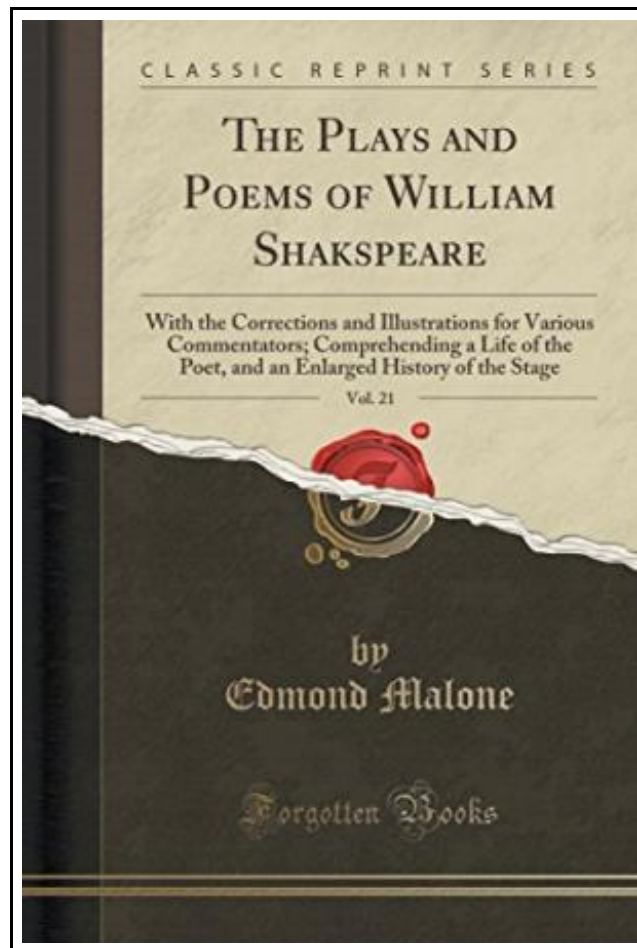 CLASSIC REPRINT SERIES
THE PLAYS AND
POEMS OF WILLIAM
SHAKSPEARE
With the Corrections and Illustrations for Various
Commentators; Comprehending a Life of the
Poet, and an Enlarged History of the Stage
Vol. 21
by
Edmond Malone
Forgotten Books